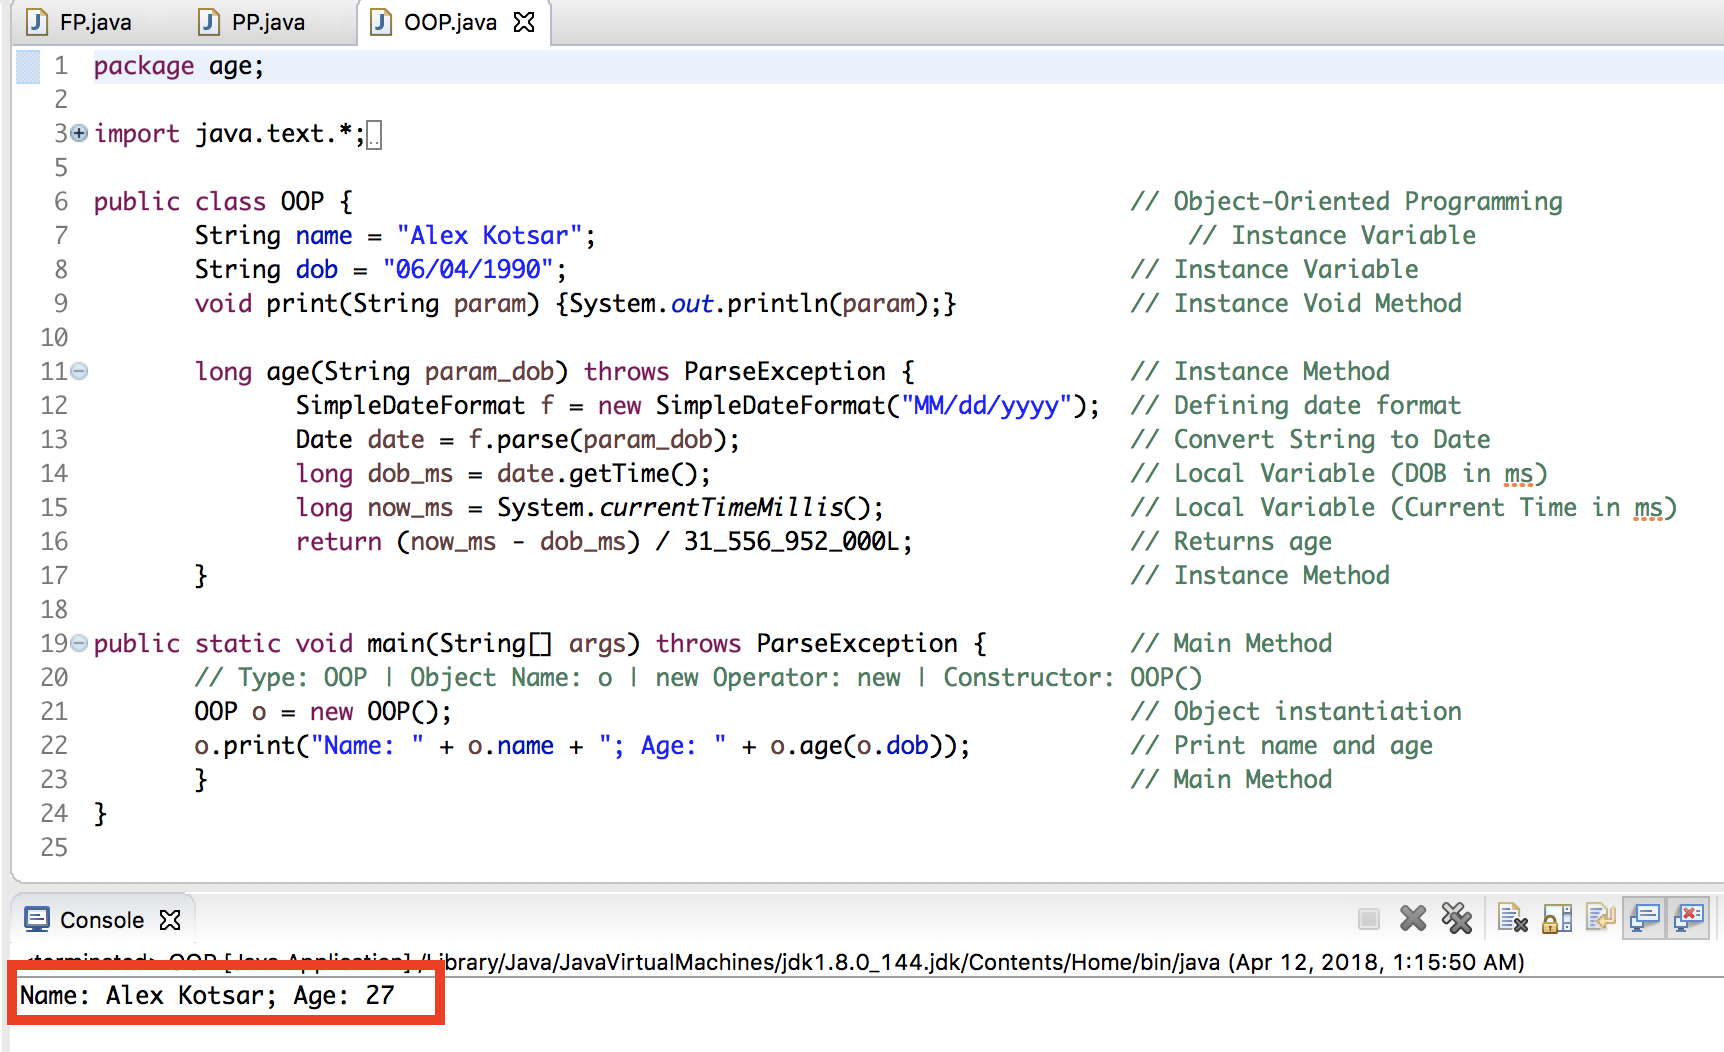 FP.java PP.java OOP.java
1 package age;
2
3 import java.text.*;
5
6 public class OOP { // Object-Oriented Programming
7 String name = "Alex Kotsar"; // Instance Variable
8 String dob = "06/04/1990"; // Instance Variable
9 void print(String param) {System.out.println(param);} // Instance Void Method
10
11 long age(String param_dob) throws ParseException { // Instance Method
12 SimpleDateFormat f = new SimpleDateFormat("MM/dd/yyyy"); // Defining date format
13 Date date = f.parse(param_dob); // Convert String to Date
14 long dob_ms = date.getTime(); // Local Variable (DOB in ms)
15 long now_ms = System.currentTimeMillis(); // Local Variable (Current Time in ms)
16 return (now_ms - dob_ms) / 31_556_952_000L; // Returns age
17 } // Instance Method
18
19 public static void main(String[] args) throws ParseException { // Main Method
20 // Type: OOP | Object Name: o | new Operator: new | Constructor: OOP()
21 OOP o = new OOP(); // Object instantiation
22 o.print("Name: " + o.name + "; Age: " + o.age(o.dob)); // Print name and age
23 } // Main Method
24 }
25
Console
<terminated> OOP [Java Application] /Library/Java/JavaVirtualMachines/jdk1.8.0_144.jdk/Contents/Home/bin/java (Apr 12, 2018, 1:15:50 AM)
Name: Alex Kotsar; Age: 27